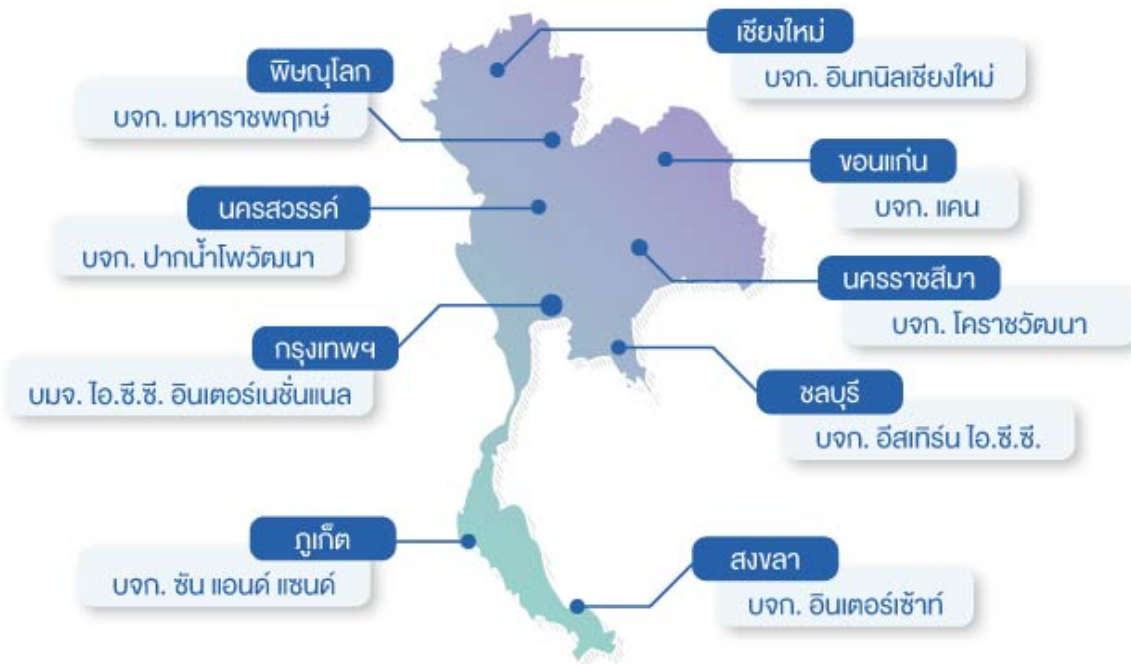 เชียงใหม่
บจก. อินทนิลเชียงใหม่
พิษณุโลก
บจก. มหาราชพฤกษ์
ขอนแก่น
บจก. แคน
นครสวรรค์
บจก. ปากน้ำโพวัฒนา
นครราชสีมา
บจก. โคราชวัฒนา
กรุงเทพฯ
บมจ. ไอ.ซี.ซี. อินเตอร์เนชั่นแนล
ชลบุรี
บจก. อีสเทิร์น ไอ.ซี.ซี.
ภูเก็ต
บจก. ซัน แอนด์ แซนด์
สงขลา
บจก. อินเตอร์เซ้าท์